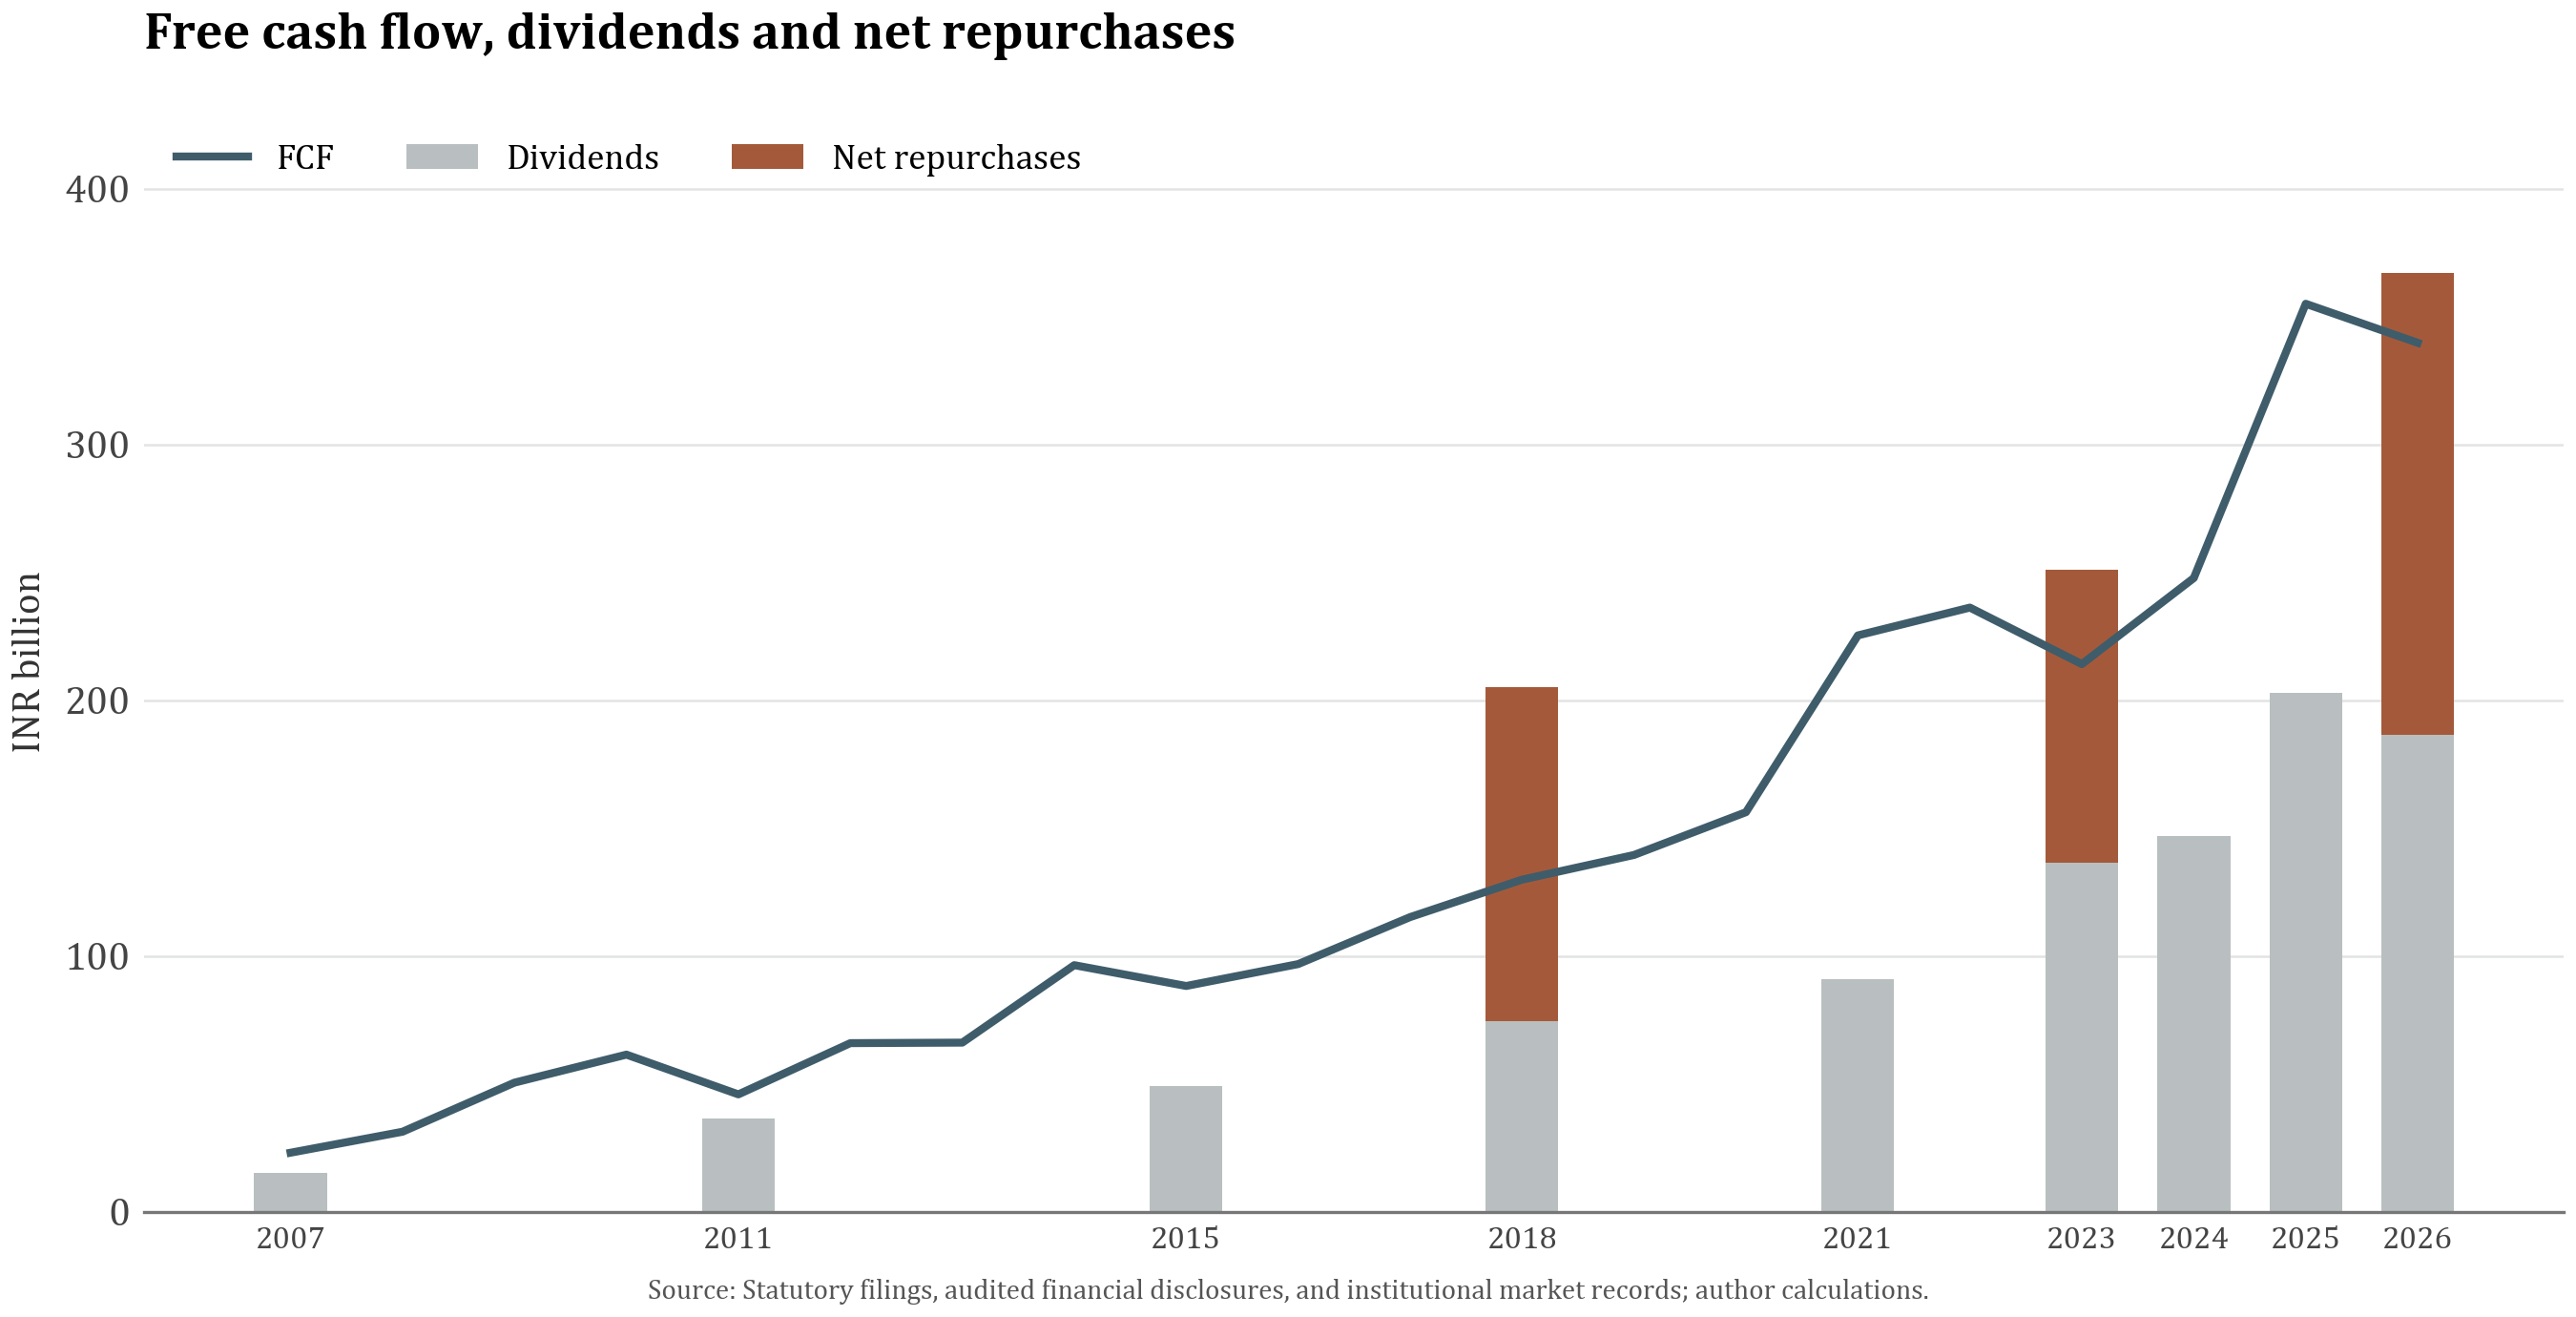 Free cash flow, dividends and net repurchases
FCF Dividends Net repurchases
400
300
200
100
0
INR billion
2007 2011 2015 2018 2021 2023 2024 2025 2026
Source: Statutory filings, audited financial disclosures, and institutional market records; author calculations.